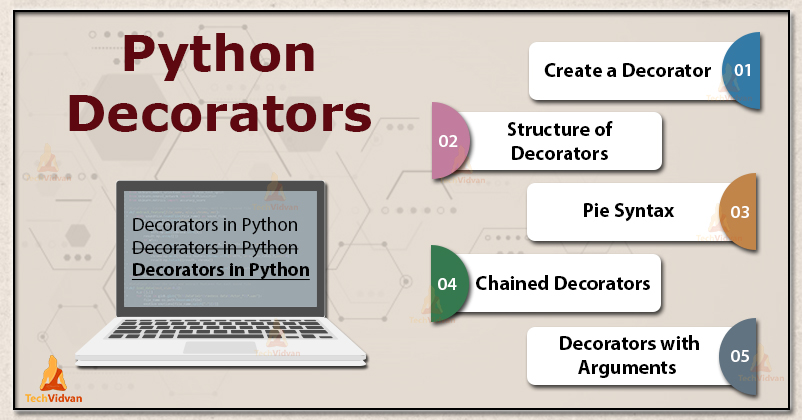 Python
Decorators
Create a Decorator
01
02
Structure of
Decorators
Pie Syntax
03
04
Chained Decorators
Decorators with
Arguments
05
Decorators in Python
Decorators in Python
Decorators in Python
TechVidvan